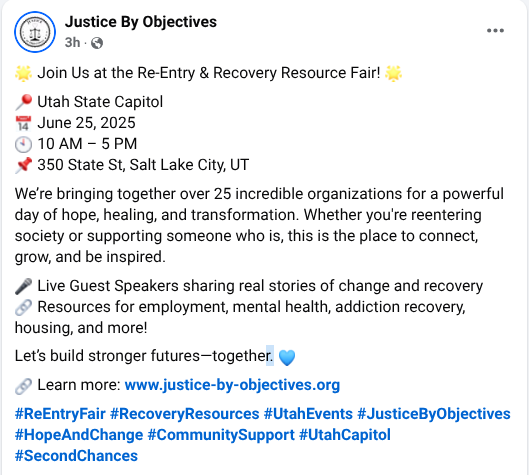 Justice By Objectives
3h ·
🌟 Join Us at the Re-Entry & Recovery Resource Fair! 🌟
📍 Utah State Capitol
📅 June 25, 2025
🕙 10 AM – 5 PM
📌 350 State St, Salt Lake City, UT
We're bringing together over 25 incredible organizations for a powerful
day of hope, healing, and transformation. Whether you're reentering
society or supporting someone who is, this is the place to connect,
grow, and be inspired.
🎤 Live Guest Speakers sharing real stories of change and recovery
🔗 Resources for employment, mental health, addiction recovery,
housing, and more!
Let's build stronger futures—together. 💙
🔗 Learn more: www.justice-by-objectives.org
#ReEntryFair #RecoveryResources #UtahEvents #JusticeByObjectives
#HopeAndChange #CommunitySupport #UtahCapitol
#SecondChances